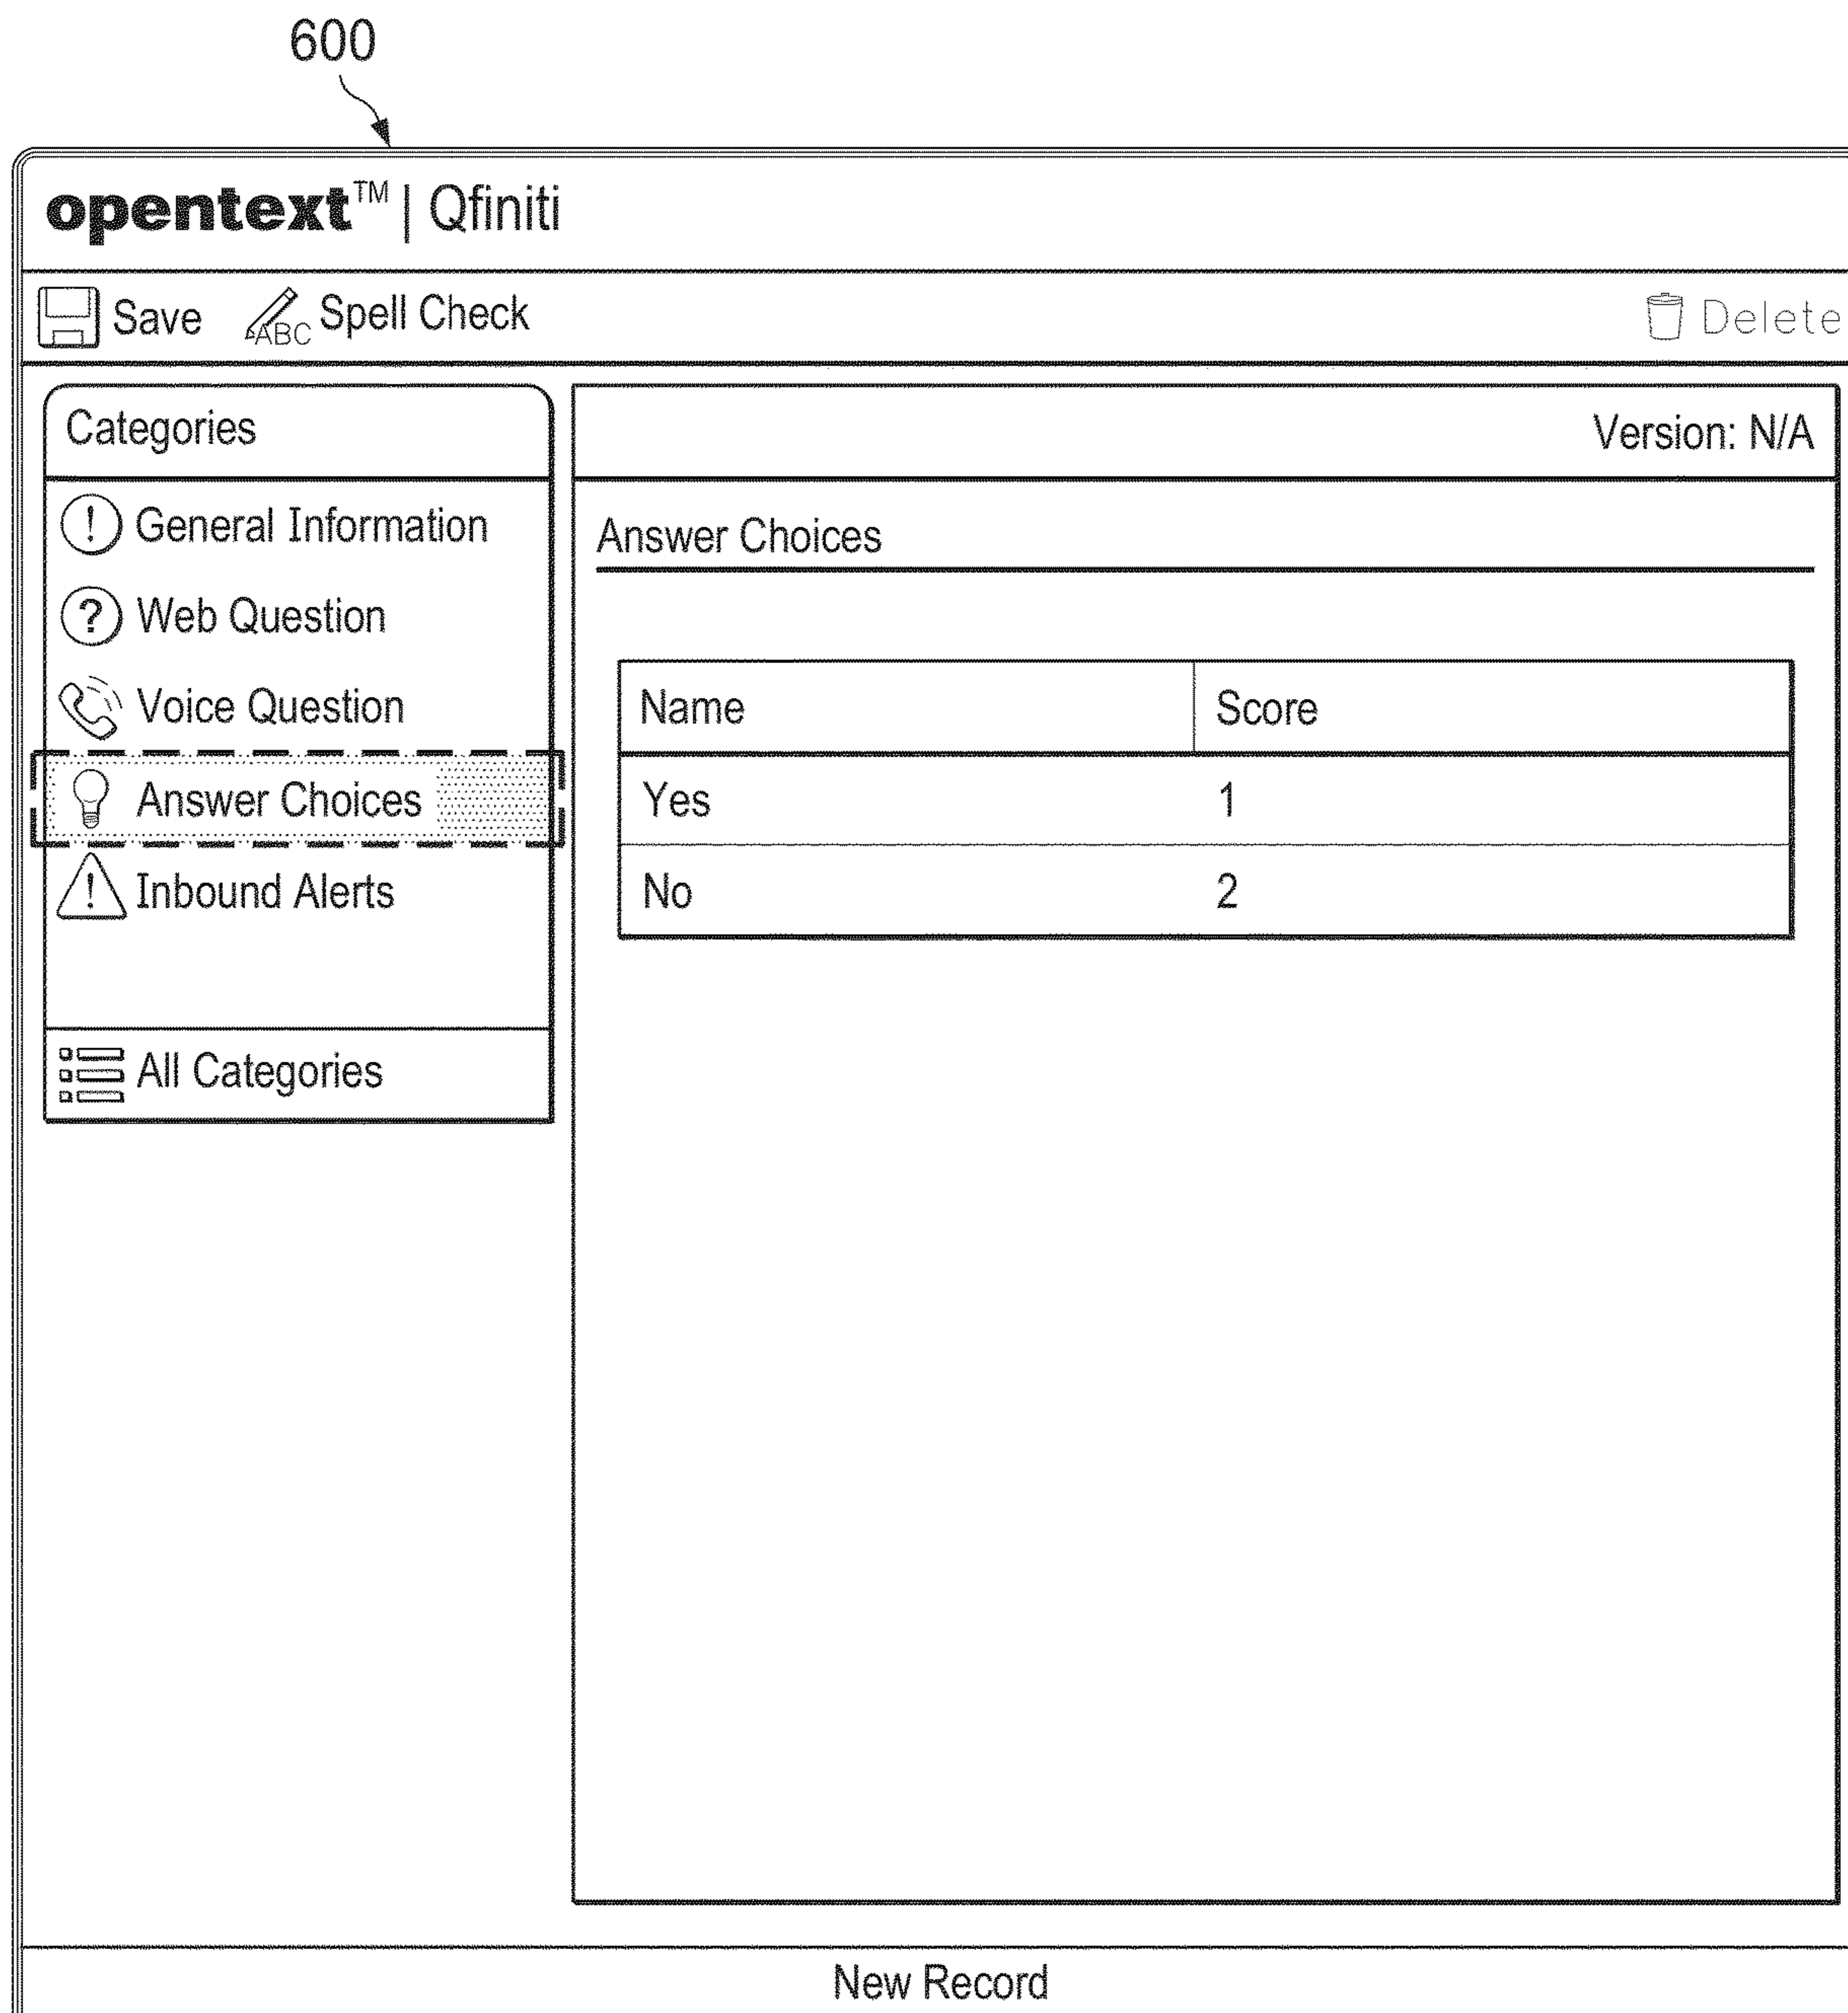 600
opentext™ | Qfiniti
Save ABC Spell Check Delete
Categories
! General Information
? Web Question
Voice Question
Answer Choices
! Inbound Alerts
All Categories
Version: N/A
Answer Choices
Name Score
Yes 1
No 2
New Record